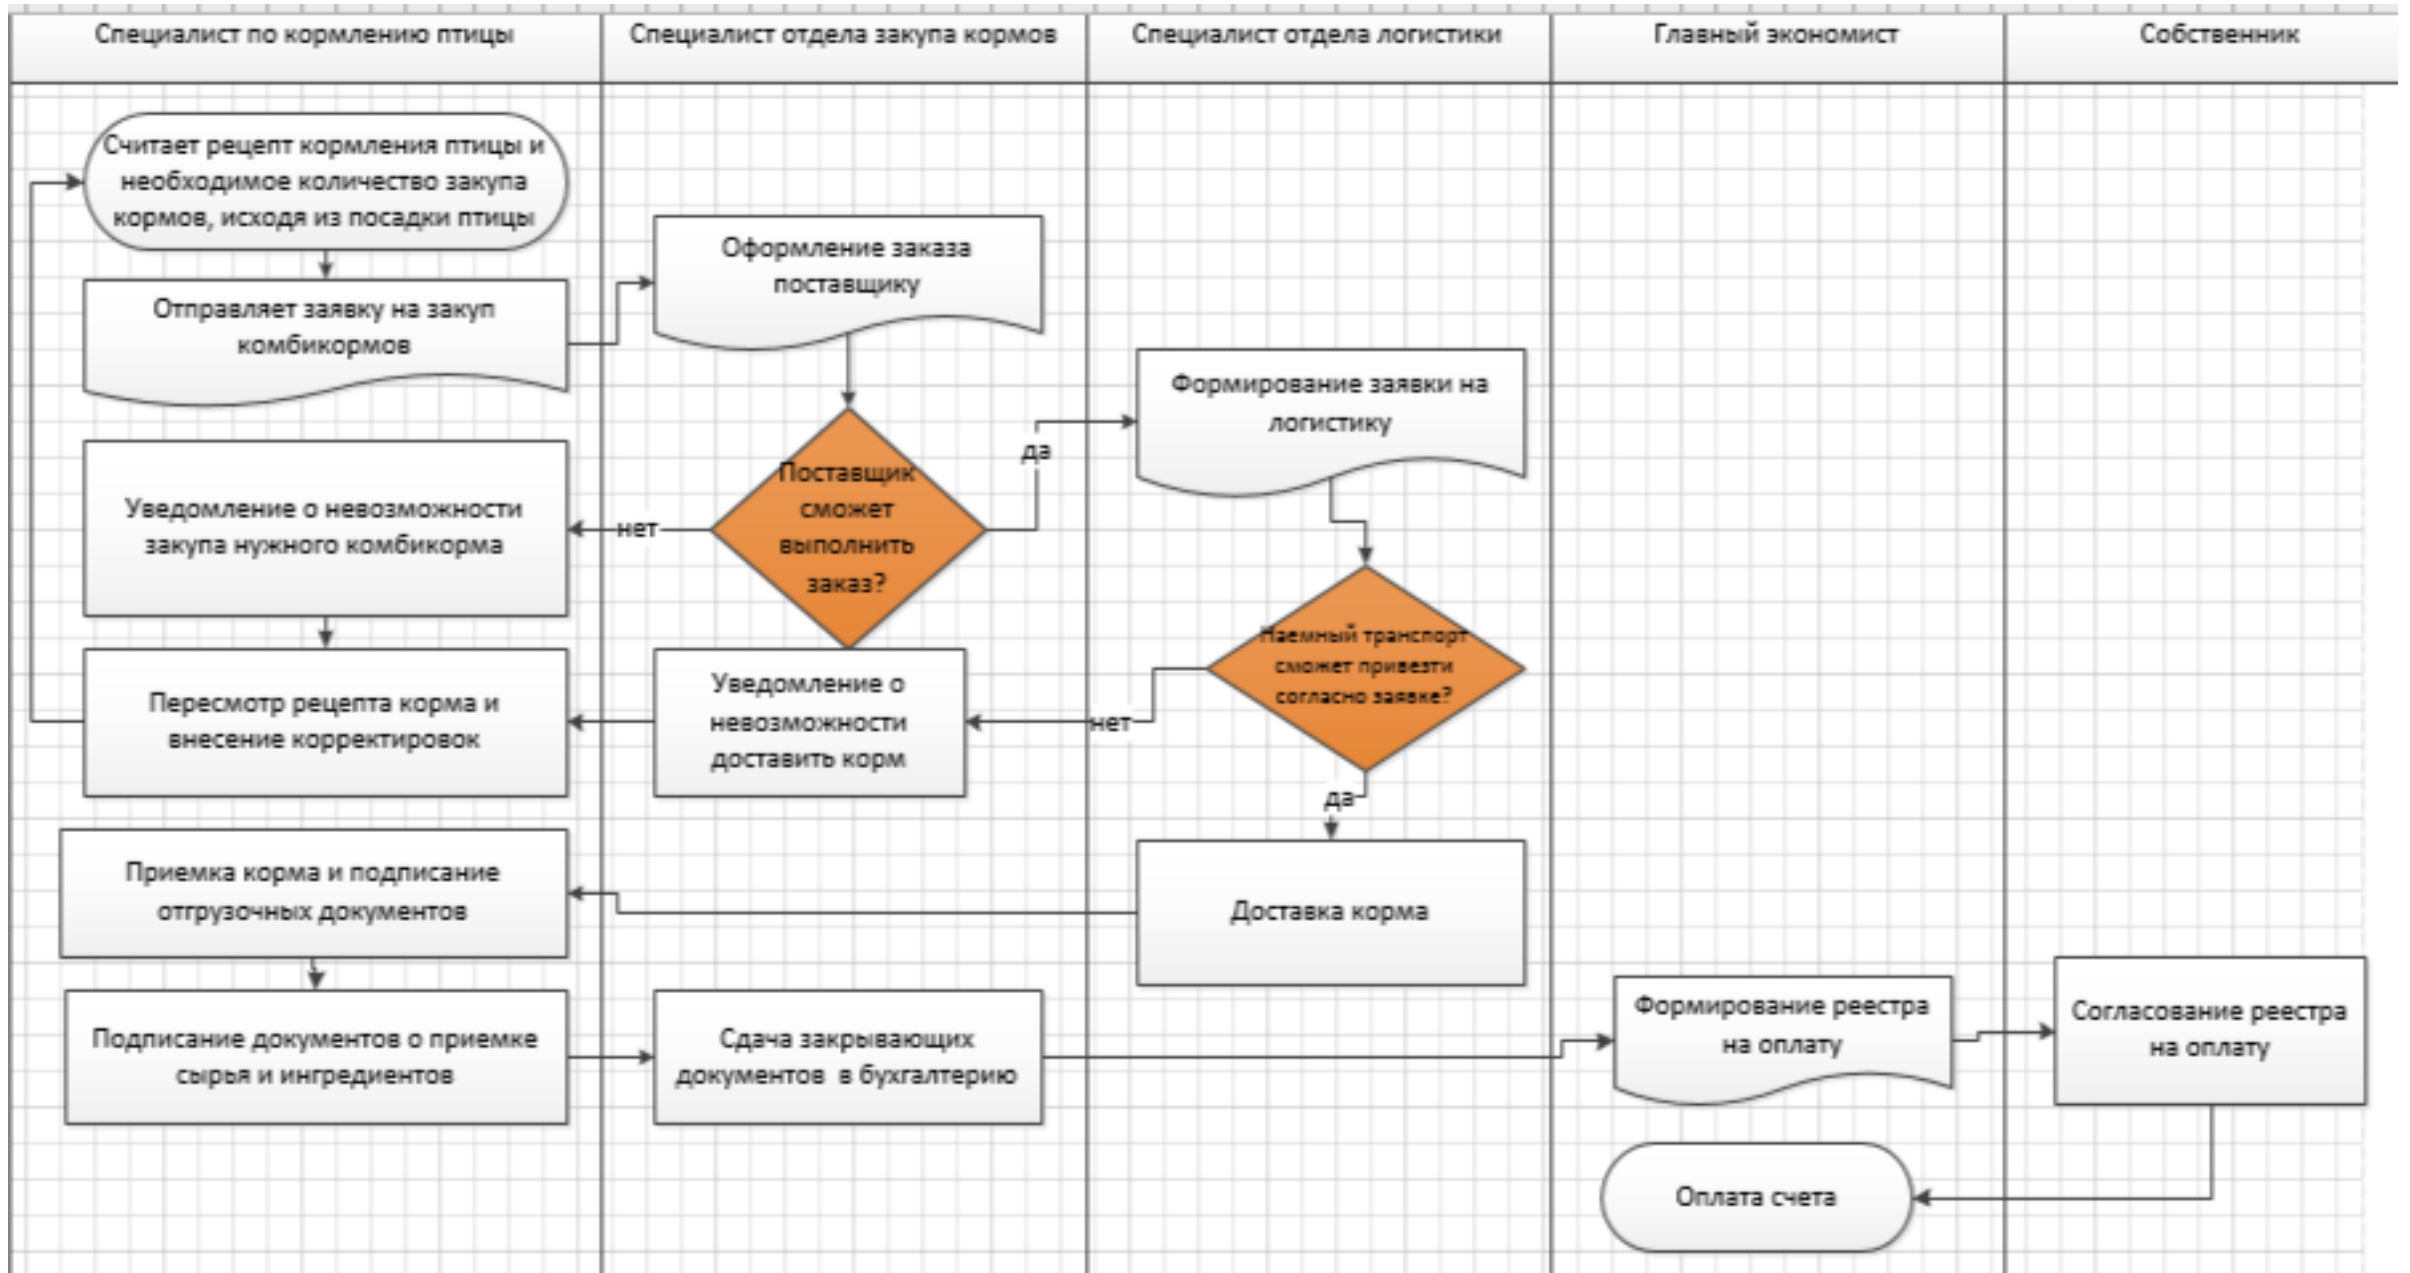 Специалист по кормлению птицы
Специалист отдела закупа кормов
Специалист отдела логистики
Главный экономист
Собственник
Считает рецепт кормления птицы и
необходимое количество закупа
кормов, исходя из посадки птицы
Отправляет заявку на закуп
комбикормов
Оформление заказа
поставщику
Формирование заявки на
логистику
да
Поставщик
сможет
выполнить
заказ?
нет
Уведомление о невозможности
закупа нужного комбикорма
Наемный транспорт
сможет привезти
согласно заявке?
нет
Уведомление о
невозможности
доставить корм
Пересмотр рецепта корма и
внесение корректировок
да
Приемка корма и подписание
отгрузочных документов
Доставка корма
Подписание документов о приемке
сырья и ингредиентов
Сдача закрывающих
документов в бухгалтерию
Формирование реестра
на оплату
Согласование реестра
на оплату
Оплата счета